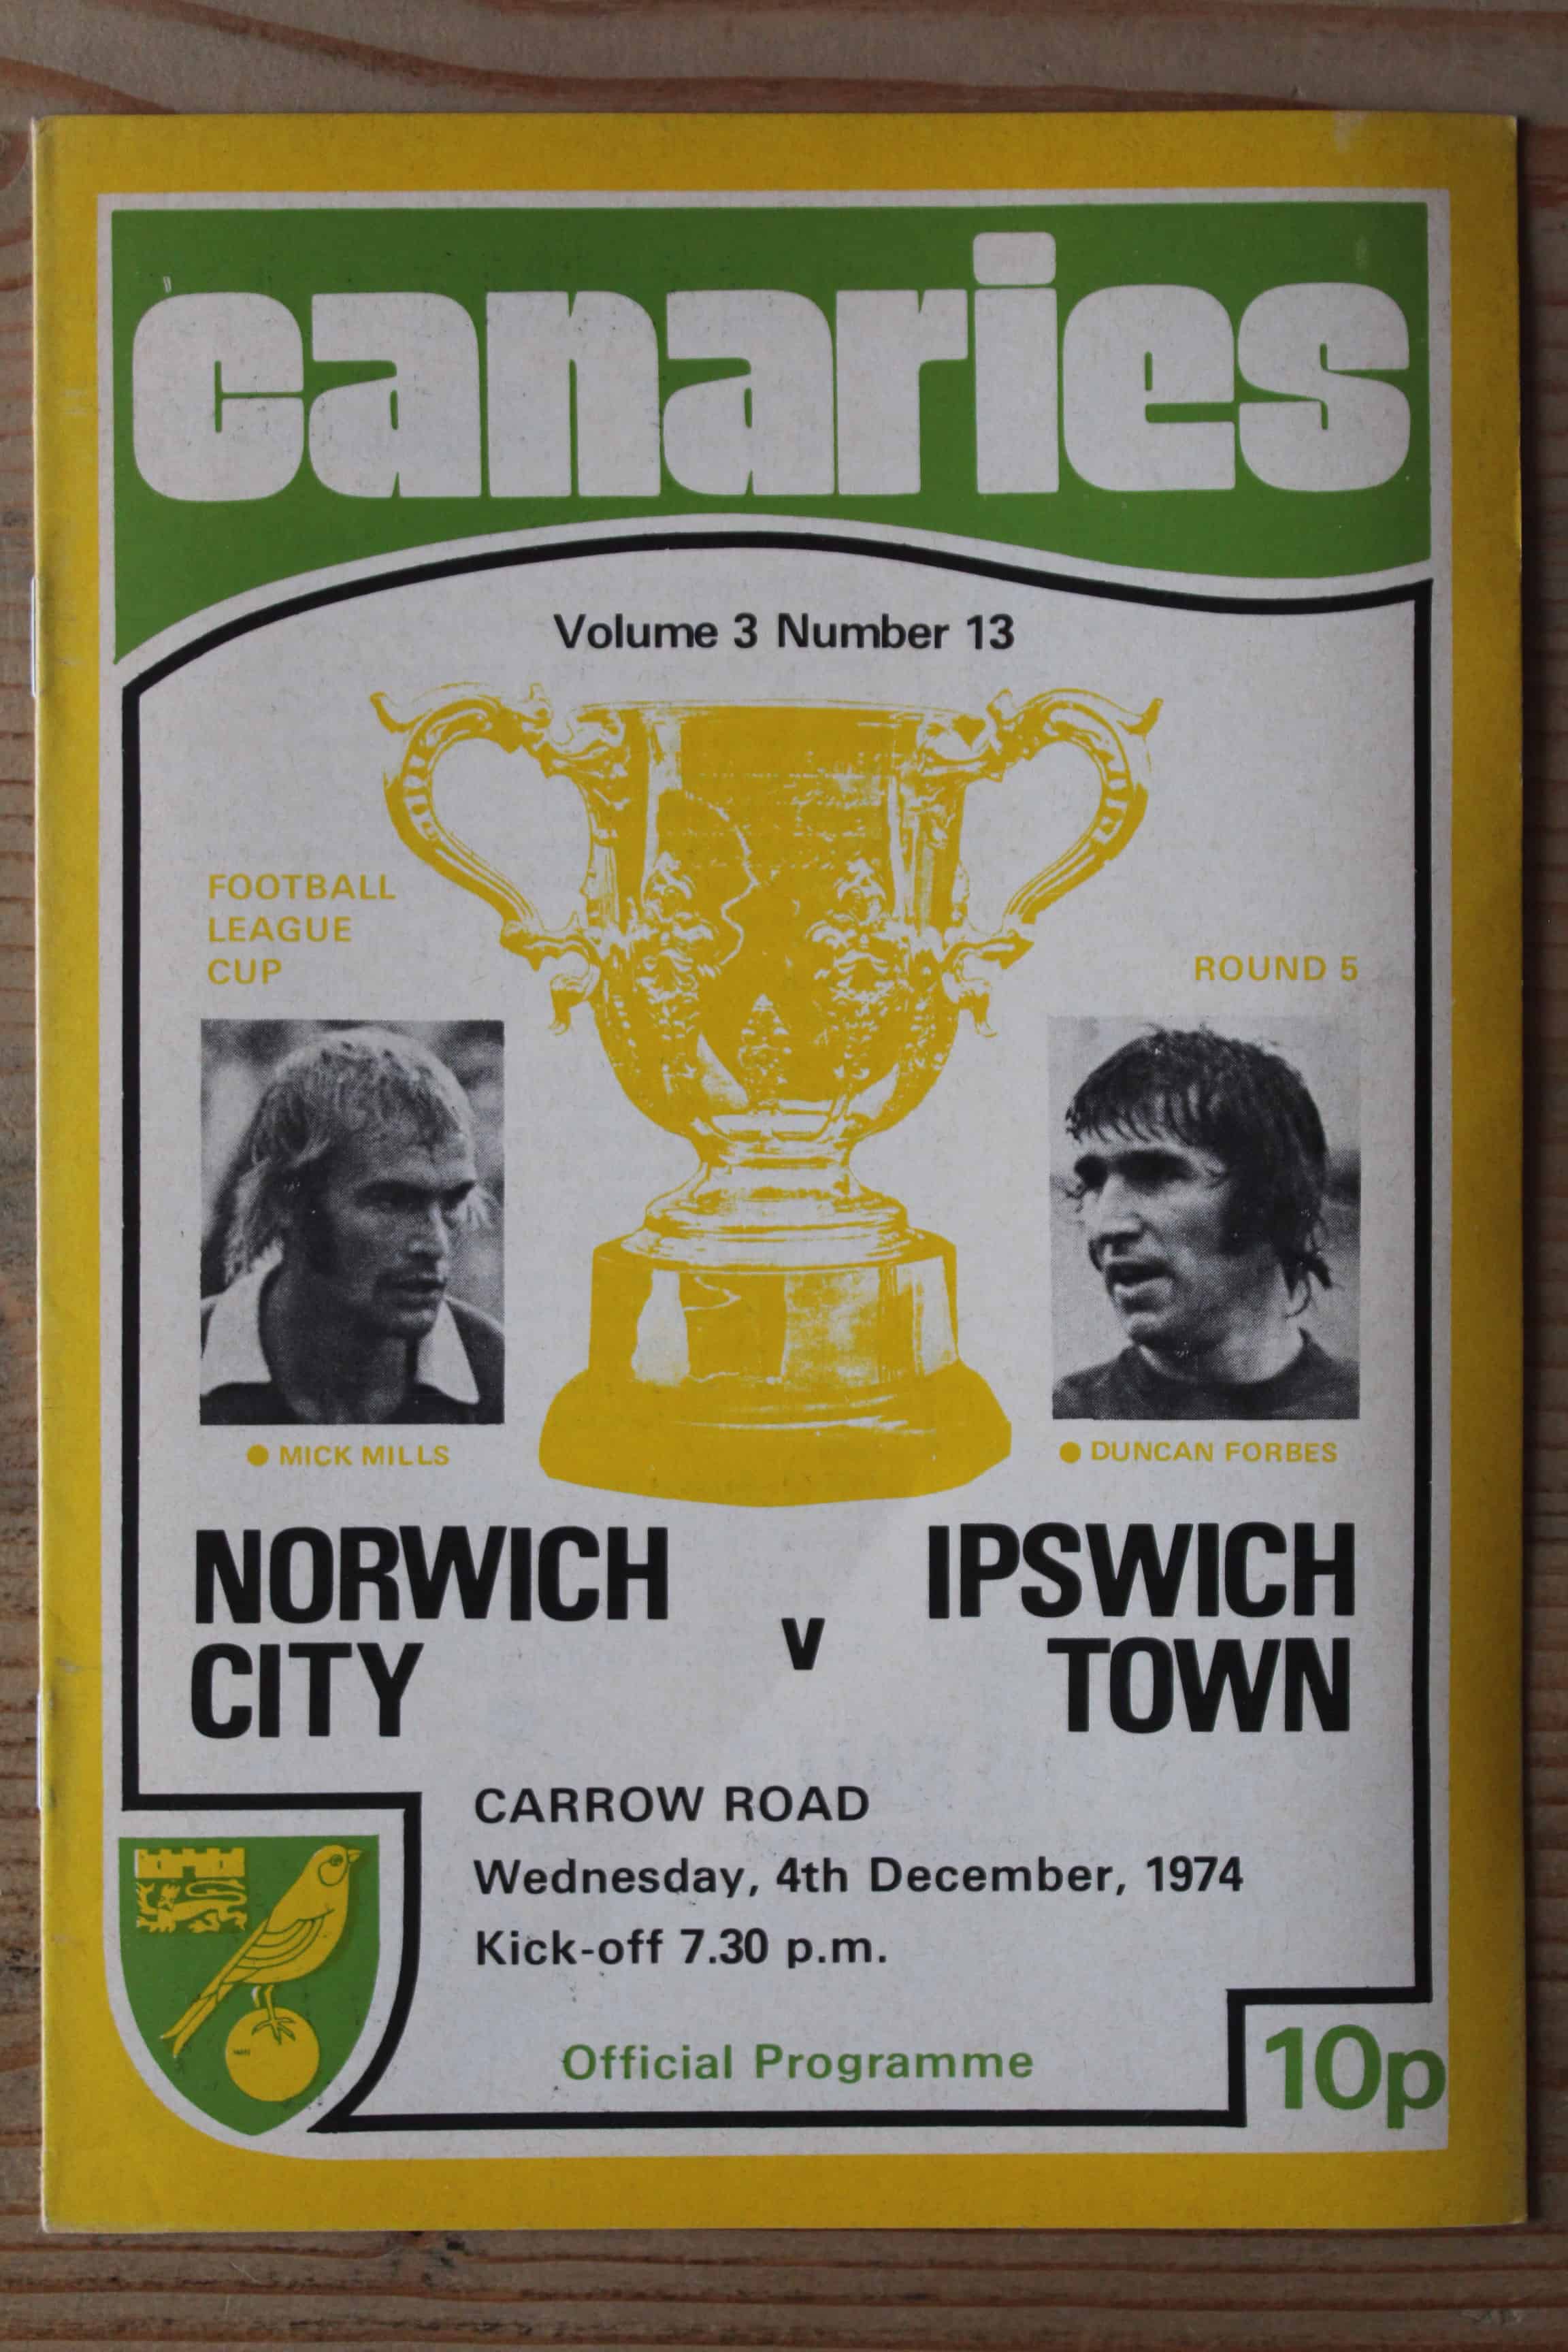 canaries
Volume 3 Number 13
FOOTBALL
LEAGUE
CUP
ROUND 5
MICK MILLS
DUNCAN FORBES
NORWICH
CITY
v
IPSWICH
TOWN
CARROW ROAD
Wednesday, 4th December, 1974
Kick-off 7.30 p.m.
Official Programme
10p